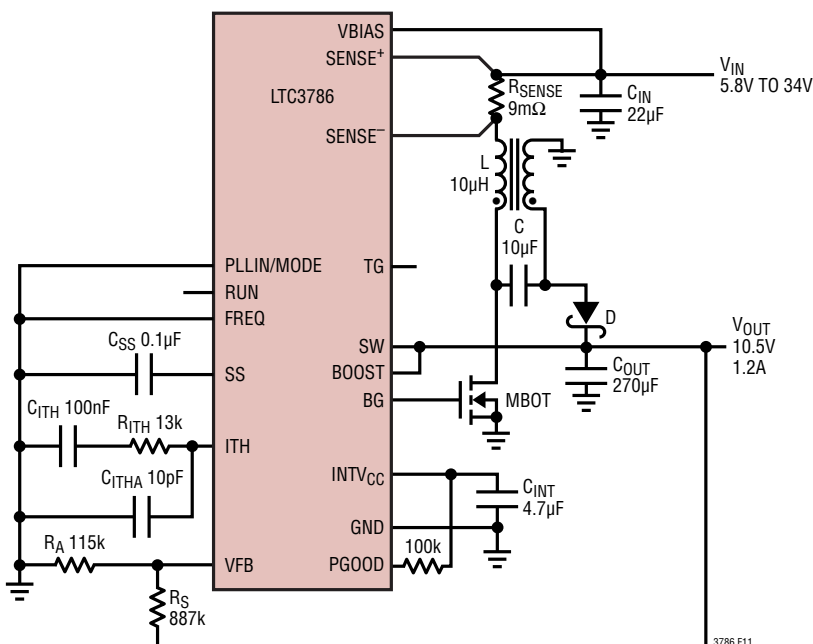 VBIAS
SENSE+
LTC3786
SENSE–
RSENSE
9mΩ
VIN
5.8V TO 34V
CIN
22µF
L
10µH
C
10µF
PLLIN/MODE
TG
RUN
FREQ
D
CSS 0.1µF
SW
VOUT
10.5V
1.2A
SS
BOOST
COUT
270µF
BG
MBOT
CITH 100nF
RITH 13k
ITH
CITHA 10pF
INTVCC
CINT
4.7µF
GND
RA 115k
VFB
PGOOD
100k
RS
887k
3786 F11